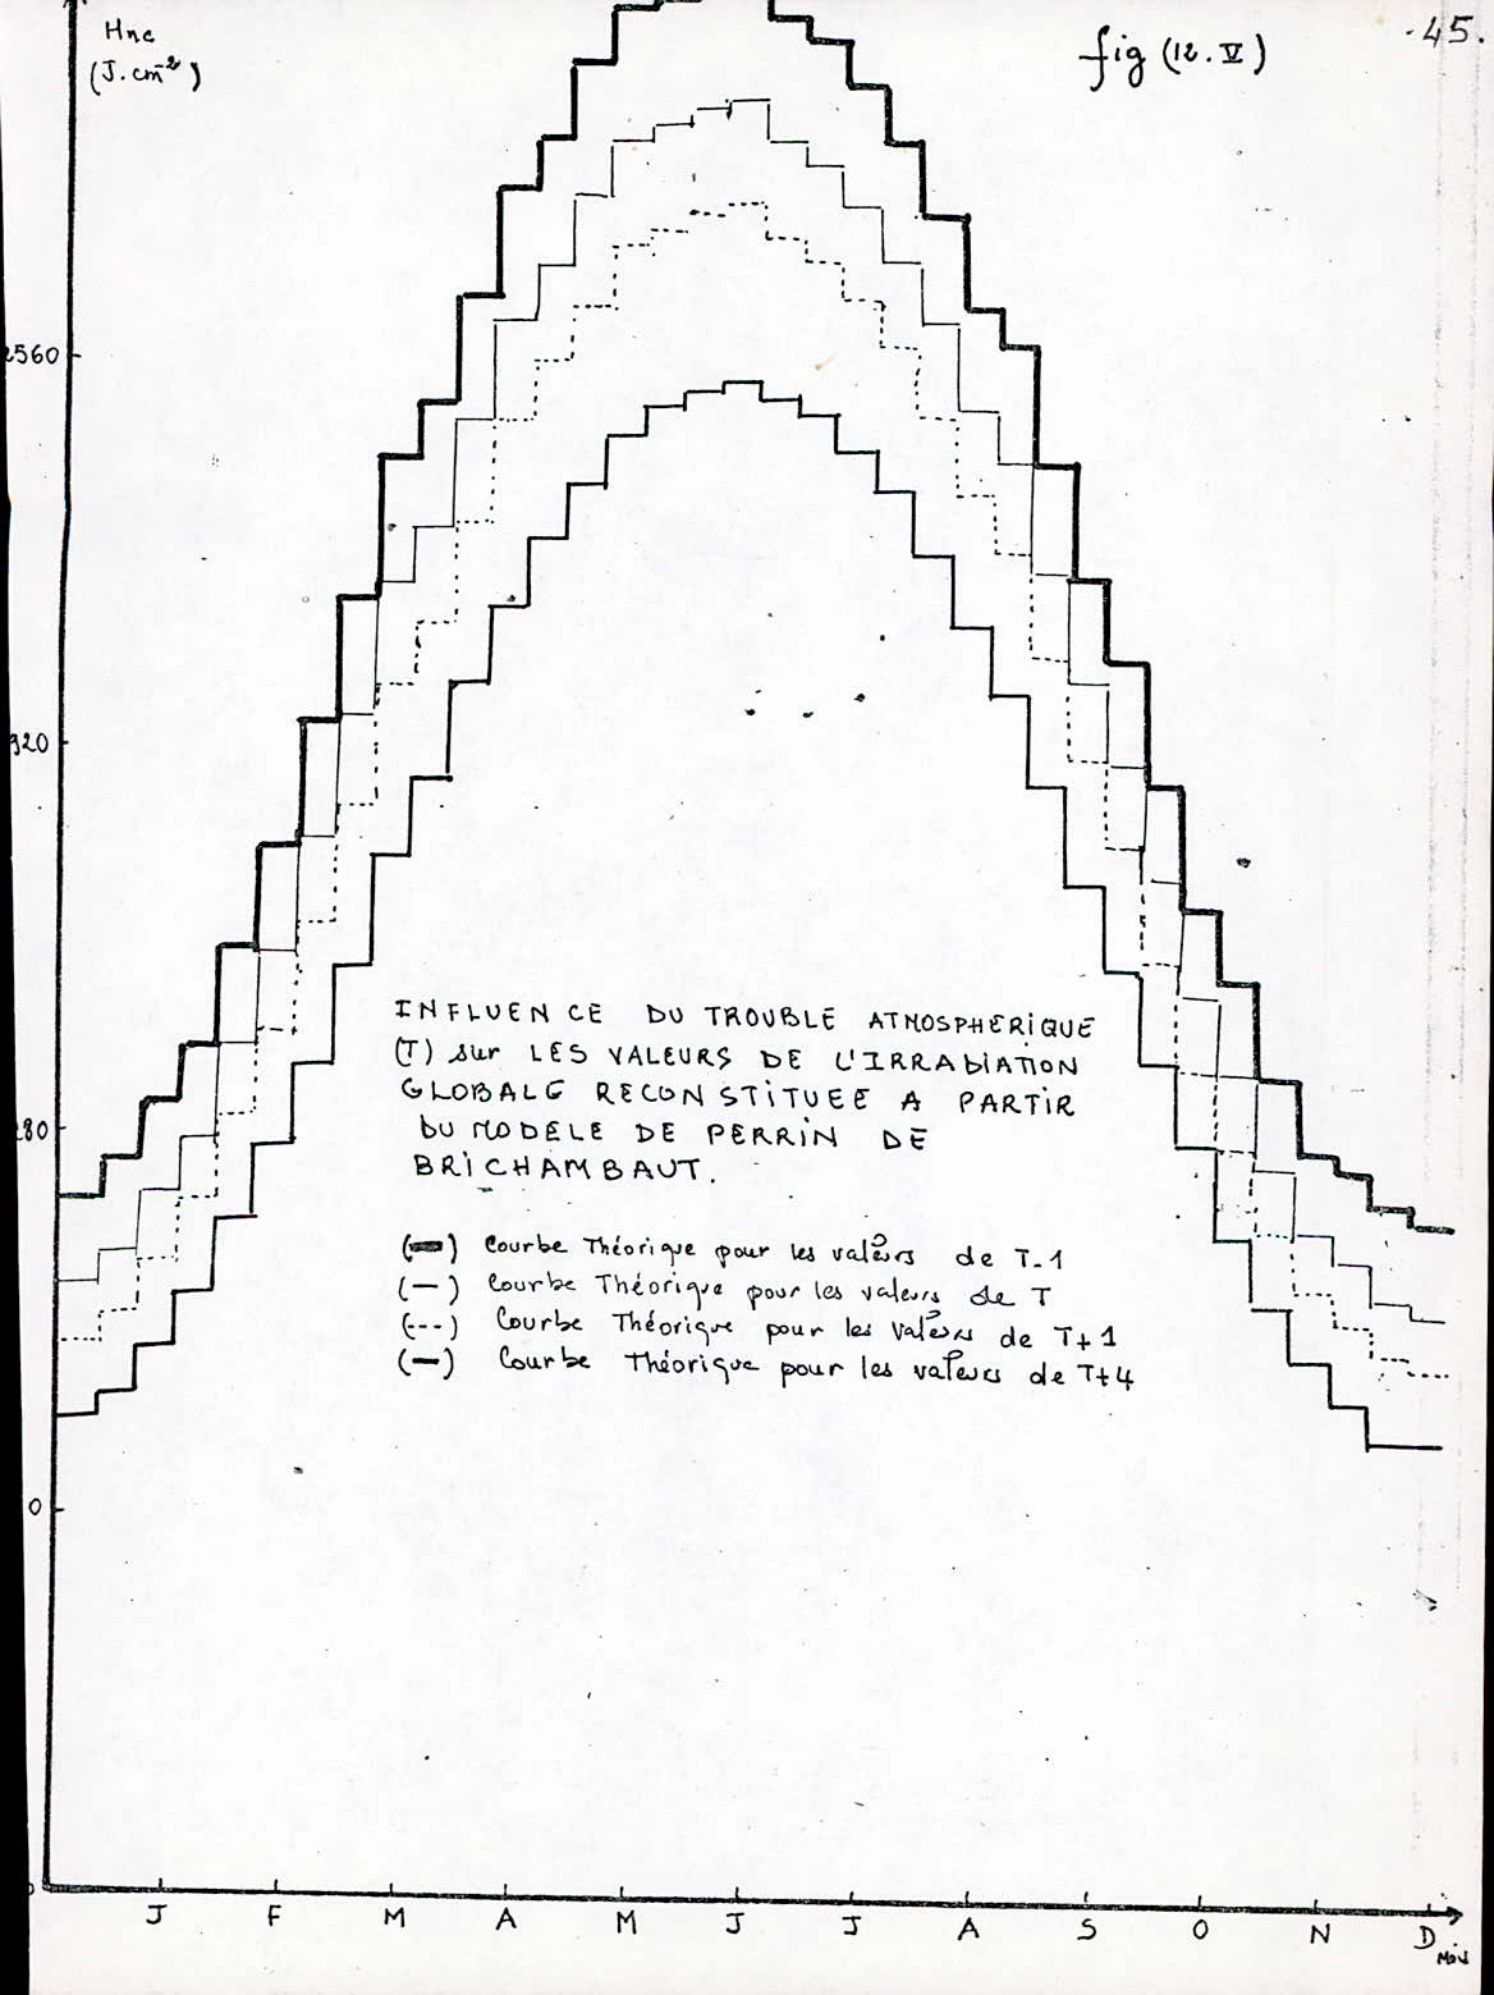 Hnc
(J.cm⁻²)
fig (12.V)
.45.
2560
920
280
0
INFLUENCE DU TROUBLE ATMOSPHERIQUE
(T) sur LES VALEURS DE L'IRRADIATION
GLOBALE RECONSTITUEE A PARTIR
DU MODELE DE PERRIN DE
BRICHAMBAUT.
(—) Courbe Théorique pour les valeurs de T-1
(—) Courbe Théorique pour les valeurs de T
(---) Courbe Théorique pour les valeurs de T+1
(—) Courbe Théorique pour les valeurs de T+4
J F M A M J J A S O N D
Mois